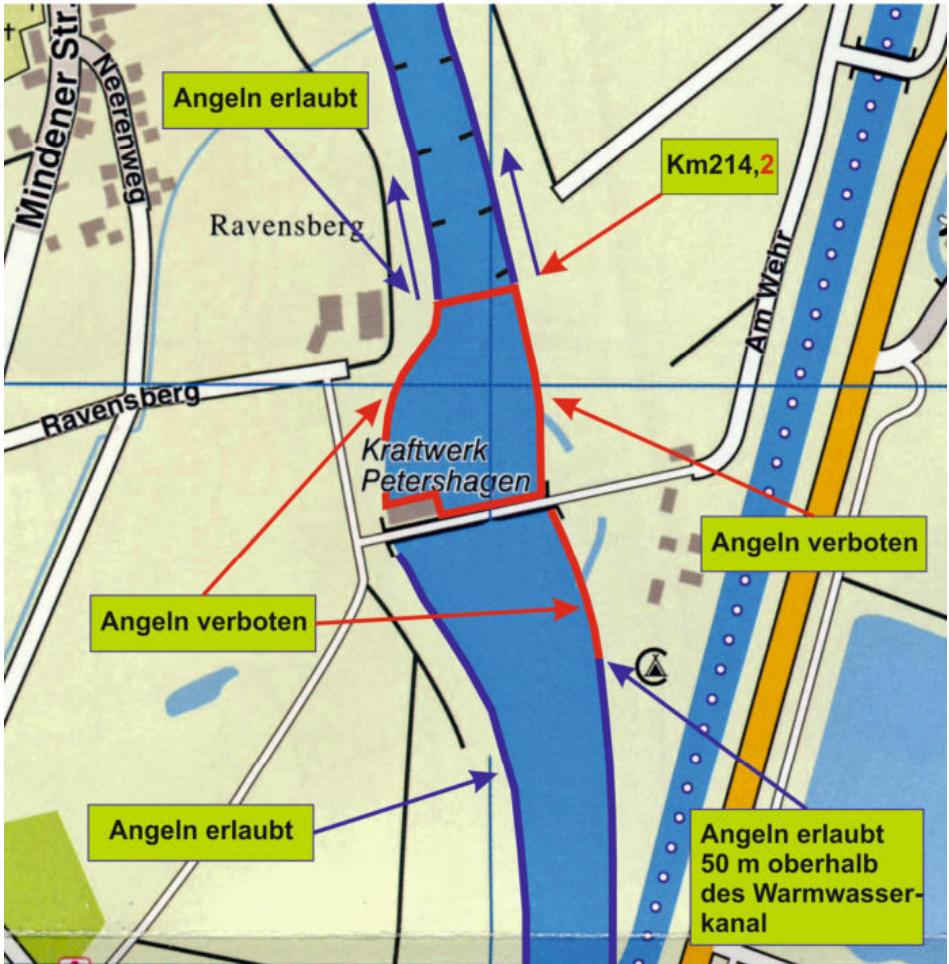 Mindener Str.
Neerenweg
Angeln erlaubt
Ravensberg
Km214,2
Am Wehr
Ravensberg
Kraftwerk
Petershagen
Angeln verboten
Angeln verboten
Angeln erlaubt
Angeln erlaubt
50 m oberhalb
des Warmwasser-
kanal